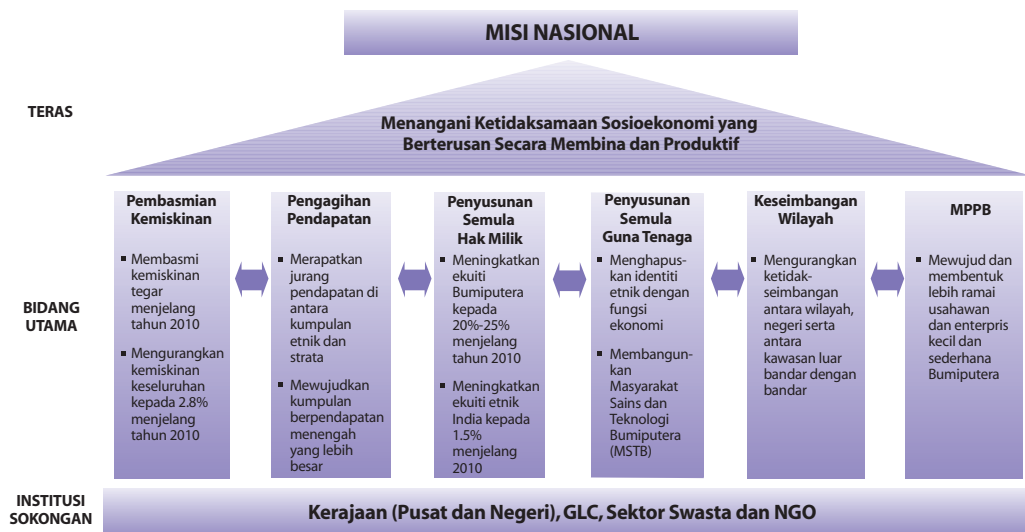 MISI NASIONAL
TERAS
Menangani Ketidaksamaan Sosioekonomi yang
Berterusan Secara Membina dan Produktif
BIDANG
UTAMA
Pembasmian
Kemiskinan
Membasmi
kemiskinan
tegar
menjelang
tahun 2010
Mengurangkan
kemiskinan
keseluruhan
kepada 2.8%
menjelang
tahun 2010
Pengagihan
Pendapatan
Merapatkan
jurang
pendapatan di
antara
kumpulan
etnik dan
strata
Mewujudkan
kumpulan
berpendapatan
menengah
yang lebih
besar
Penyusunan
Semula
Hak Milik
Meningkatkan
ekuiti
Bumiputera
kepada
20%-25%
menjelang
tahun 2010
Meningkatkan
ekuiti etnik
India kepada
1.5%
menjelang
2010
Penyusunan
Semula
Guna Tenaga
Menghapus-
kan identiti
etnik dengan
fungsi
ekonomi
Membangun-
kan
Masyarakat
Sains dan
Teknologi
Bumiputera
(MSTB)
Keseimbangan
Wilayah
Mengurangkan
ketidak-
seimbangan
antara wilayah,
negeri serta
antara
kawasan luar
bandar dengan
bandar
MPPB
Mewujud dan
membentuk
lebih ramai
usahawan
dan enterpris
kecil dan
sederhana
Bumiputera
INSTITUSI
SOKONGAN
Kerajaan (Pusat dan Negeri), GLC, Sektor Swasta dan NGO